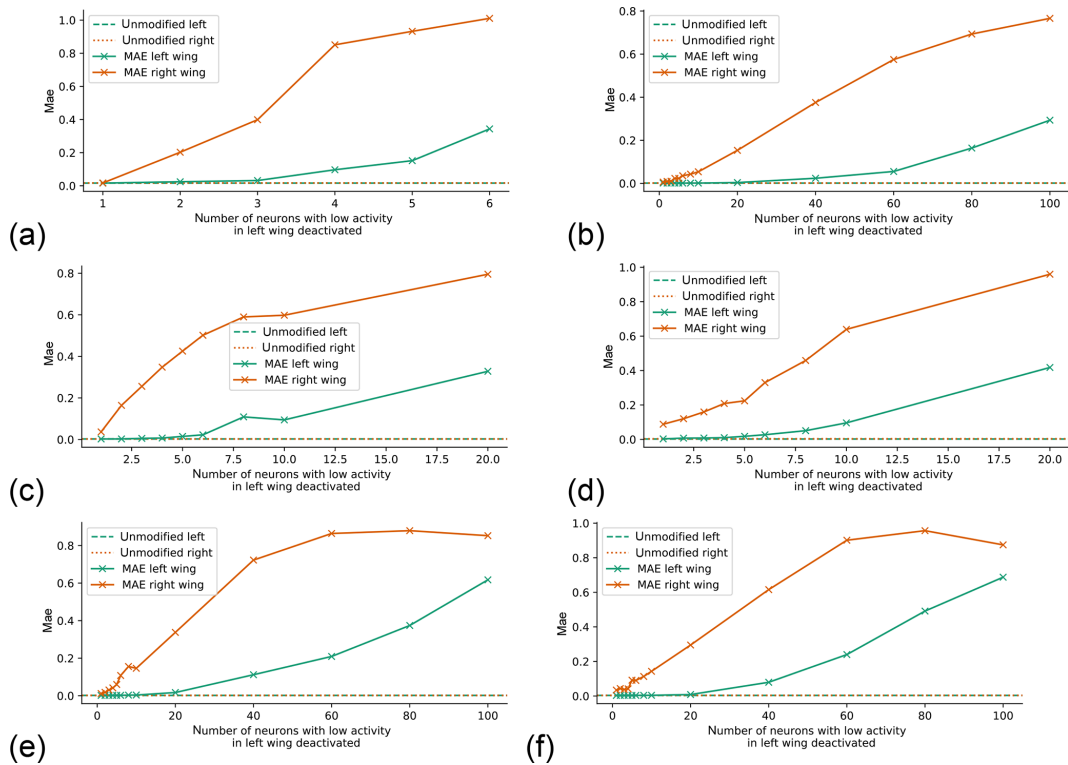 1.0
0.8
0.6
0.4
0.2
0.0
Mae
Unmodified left
Unmodified right
MAE left wing
MAE right wing
1 2 3 4 5 6
Number of neurons with low activity
in left wing deactivated
(a)
0.8
0.6
0.4
0.2
0.0
Mae
Unmodified left
Unmodified right
MAE left wing
MAE right wing
0 20 40 60 80 100
Number of neurons with low activity
in left wing deactivated
(b)
0.8
0.6
0.4
0.2
0.0
Mae
Unmodified left
Unmodified right
MAE left wing
MAE right wing
2.5 5.0 7.5 10.0 12.5 15.0 17.5 20.0
Number of neurons with low activity
in left wing deactivated
(c)
1.0
0.8
0.6
0.4
0.2
0.0
Mae
Unmodified left
Unmodified right
MAE left wing
MAE right wing
2.5 5.0 7.5 10.0 12.5 15.0 17.5 20.0
Number of neurons with low activity
in left wing deactivated
(d)
0.8
0.6
0.4
0.2
0.0
Mae
Unmodified left
Unmodified right
MAE left wing
MAE right wing
0 20 40 60 80 100
Number of neurons with low activity
in left wing deactivated
(e)
1.0
0.8
0.6
0.4
0.2
0.0
Mae
Unmodified left
Unmodified right
MAE left wing
MAE right wing
0 20 40 60 80 100
Number of neurons with low activity
in left wing deactivated
(f)